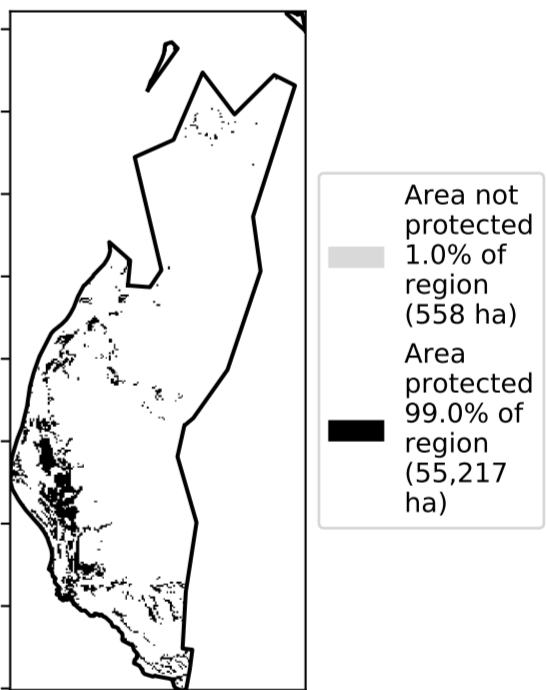 Area not
protected
1.0% of
region
(558 ha)
Area
protected
99.0% of
region
(55,217
ha)